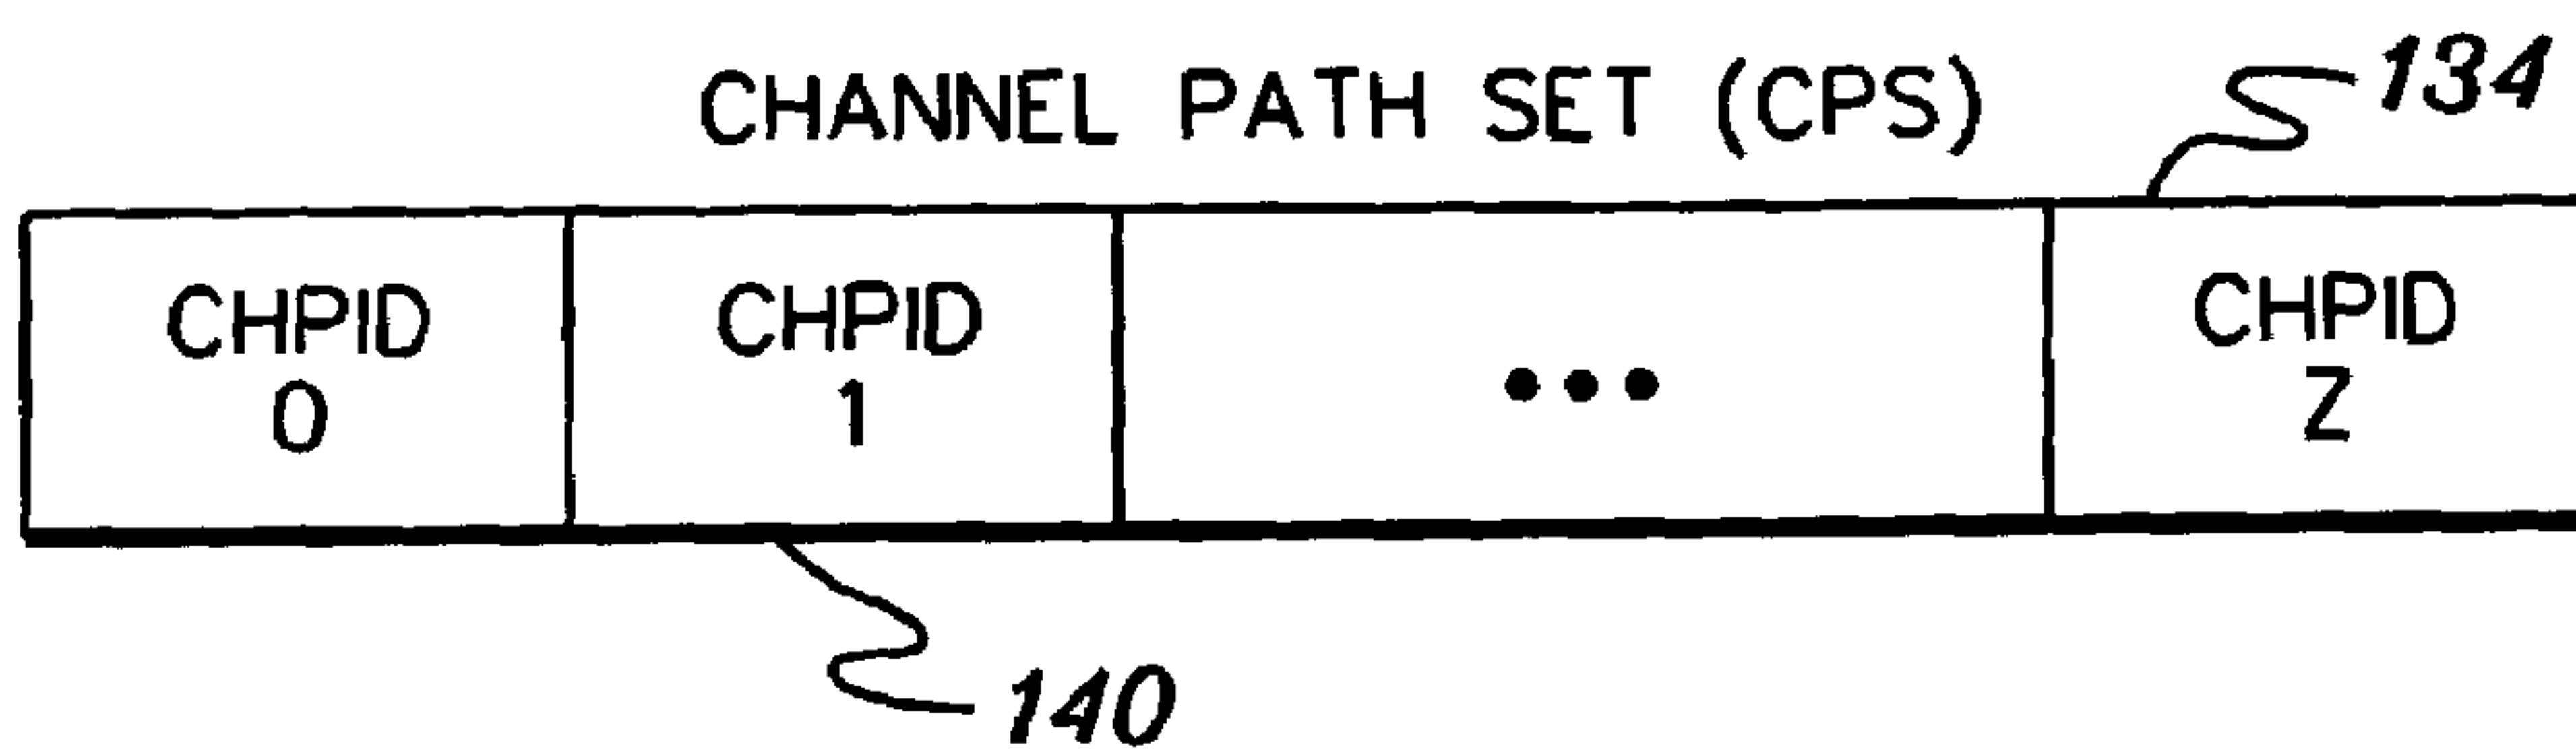 CHANNEL PATH SET (CPS)
134
CHPID
0
CHPID
1
•••
CHPID
Z
140